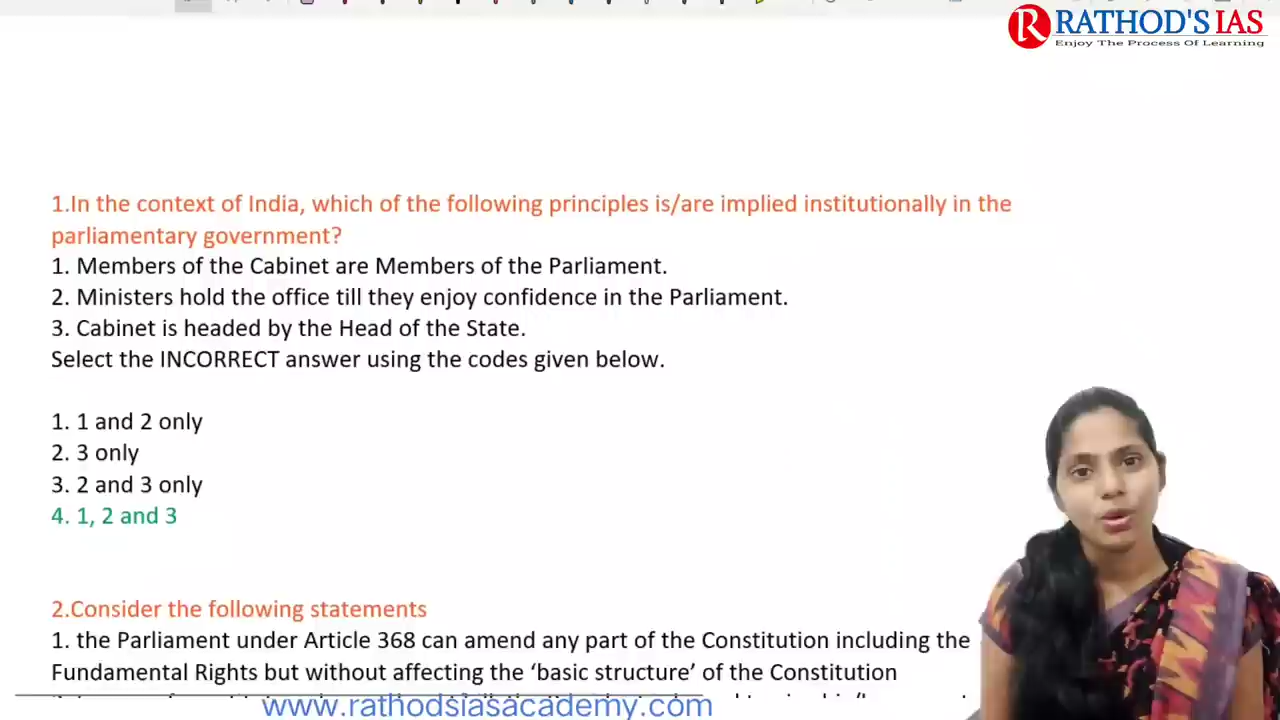 RATHOD'S IAS
Enjoy The Process Of Learning
1.In the context of India, which of the following principles is/are implied institutionally in the
parliamentary government?
1. Members of the Cabinet are Members of the Parliament.
2. Ministers hold the office till they enjoy confidence in the Parliament.
3. Cabinet is headed by the Head of the State.
Select the INCORRECT answer using the codes given below.
1. 1 and 2 only
2. 3 only
3. 2 and 3 only
4. 1, 2 and 3
2.Consider the following statements
1. the Parliament under Article 368 can amend any part of the Constitution including the
Fundamental Rights but without affecting the ‘basic structure’ of the Constitution
www.rathodsiasacademy.com